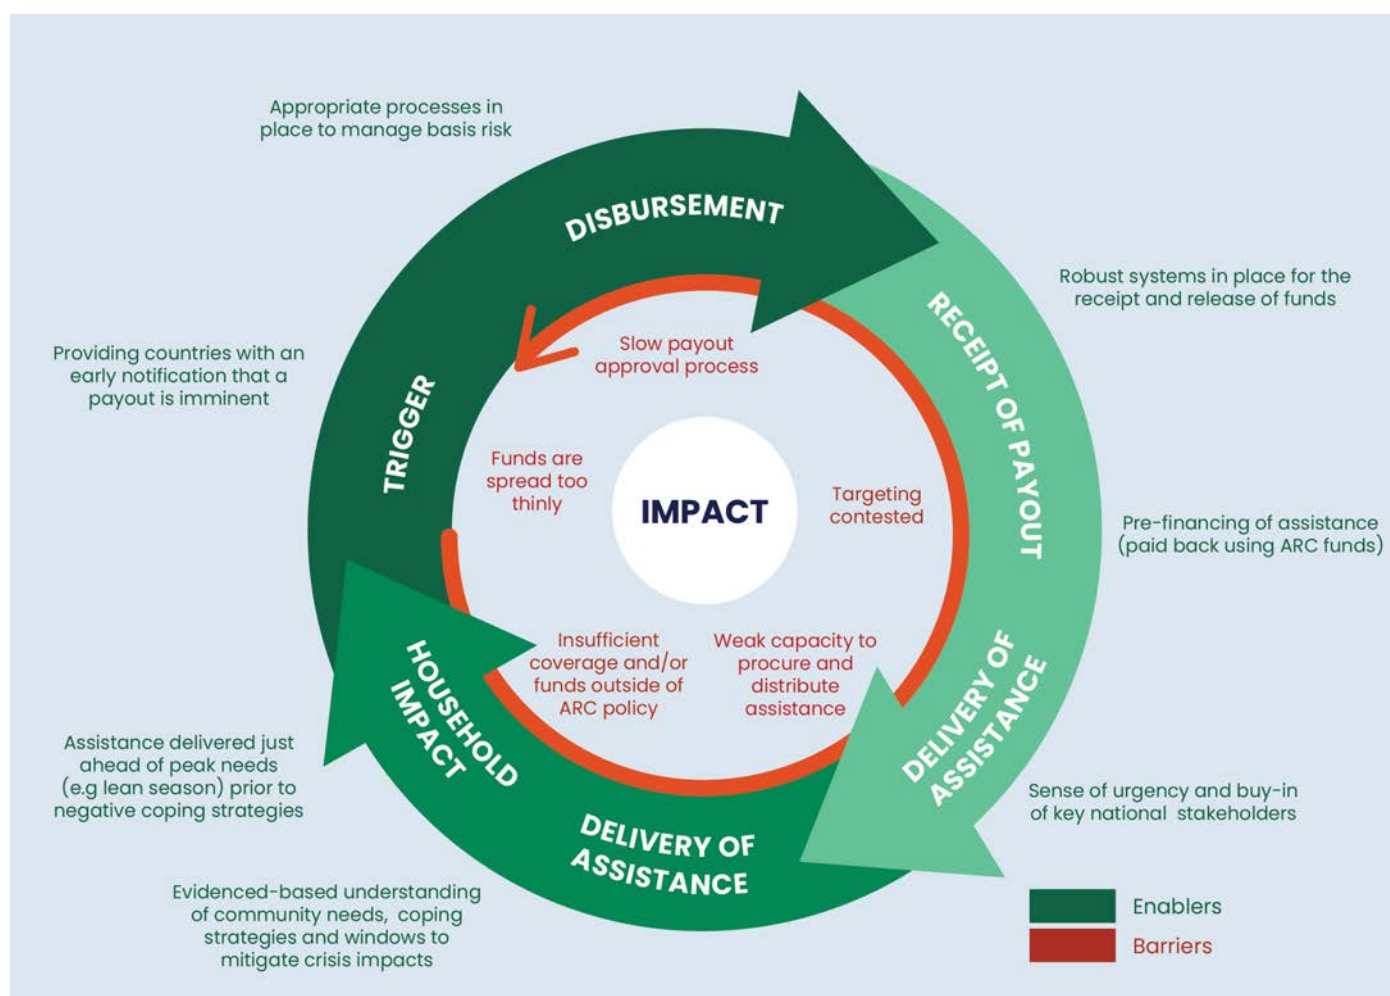 Appropriate processes in
place to manage basis risk
DISBURSEMENT
Robust systems in place for the
receipt and release of funds
RECEIPT OF PAYOUT
Slow payout
approval process
Providing countries with an
early notification that a
payout is imminent
TRIGGER
Funds are
spread too
thinly
IMPACT
Targeting
contested
Pre-financing of assistance
(paid back using ARC funds)
Insufficient
coverage and/or
funds outside of
ARC policy
Weak capacity to
procure and
distribute
assistance
DELIVERY OF
ASSISTANCE
HOUSEHOLD
IMPACT
Assistance delivered just
ahead of peak needs
(e.g lean season) prior to
negative coping strategies
Sense of urgency and buy-in
of key national stakeholders
DELIVERY OF
ASSISTANCE
Evidenced-based understanding
of community needs, coping
strategies and windows to
mitigate crisis impacts
Enablers
Barriers